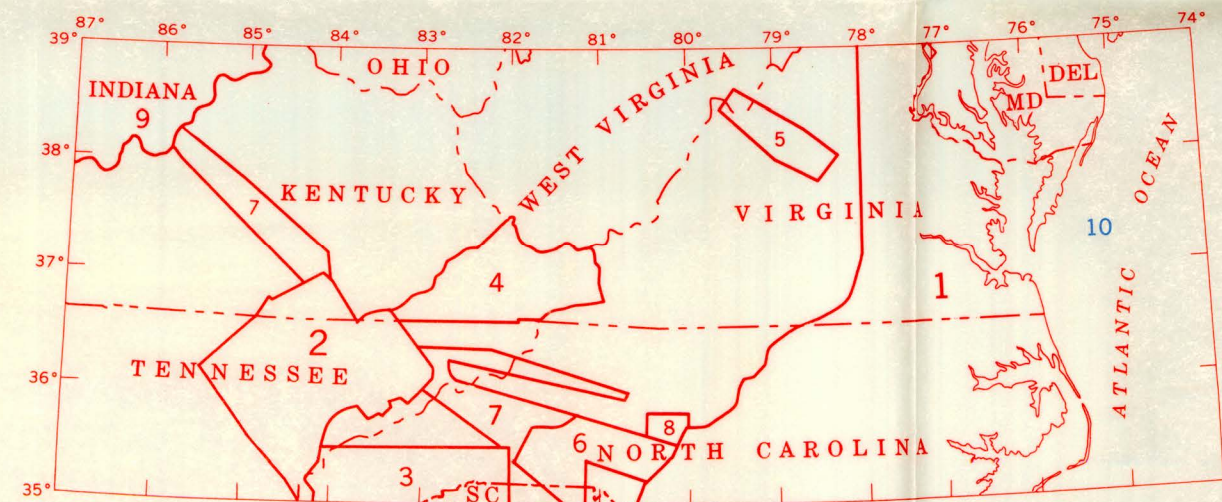 87° 86° 84° 83° 82° 81° 80° 79° 78° 77° 76° 75° 74°
39°
OHIO
WEST VIRGINIA
DEL
MD
INDIANA
9
5
38°
KENTUCKY
7
VIRGINIA
ATLANTIC OCEAN
10
37°
4
1
2
TENNESSEE
36°
7
8
6
NORTH CAROLINA
3
SC
35°